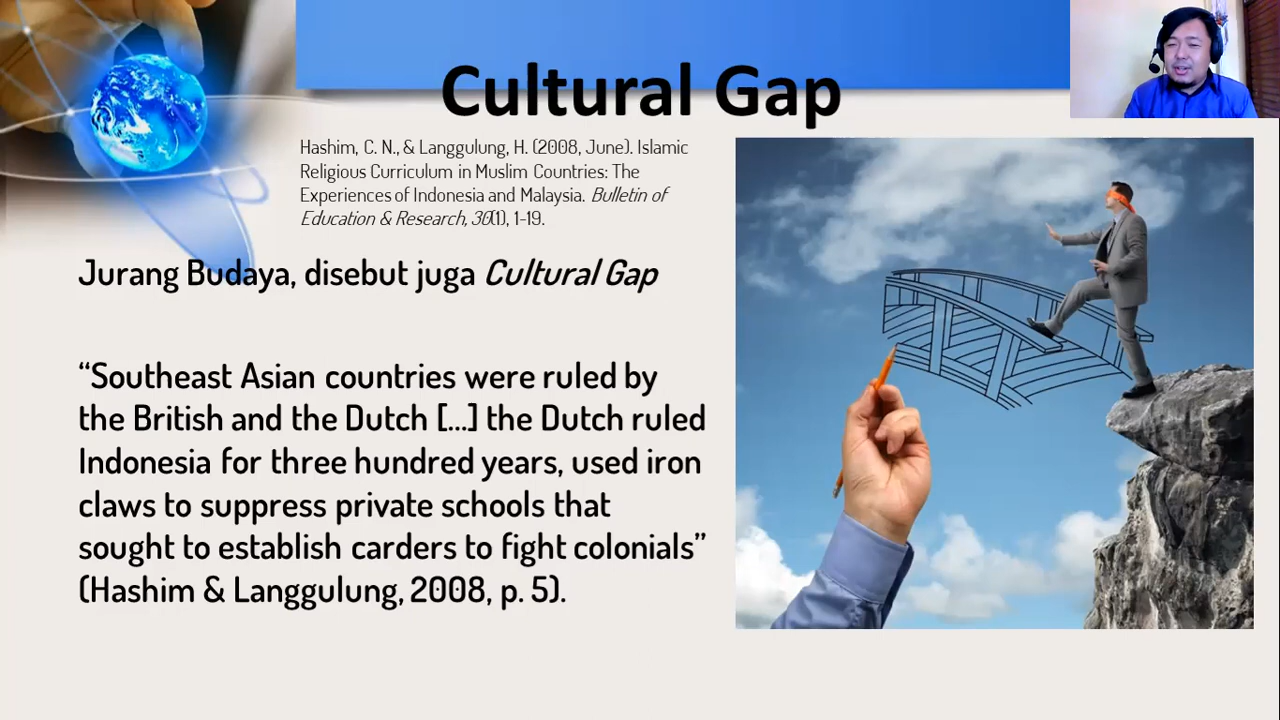 Cultural Gap
Hashim, C. N., & Langgulung, H. (2008, June). Islamic
Religious Curriculum in Muslim Countries: The
Experiences of Indonesia and Malaysia. Bulletin of
Education & Research, 30(1), 1-19.
Jurang Budaya, disebut juga Cultural Gap
“Southeast Asian countries were ruled by
the British and the Dutch [...] the Dutch ruled
Indonesia for three hundred years, used iron
claws to suppress private schools that
sought to establish carders to fight colonials”
(Hashim & Langgulung, 2008, p. 5).